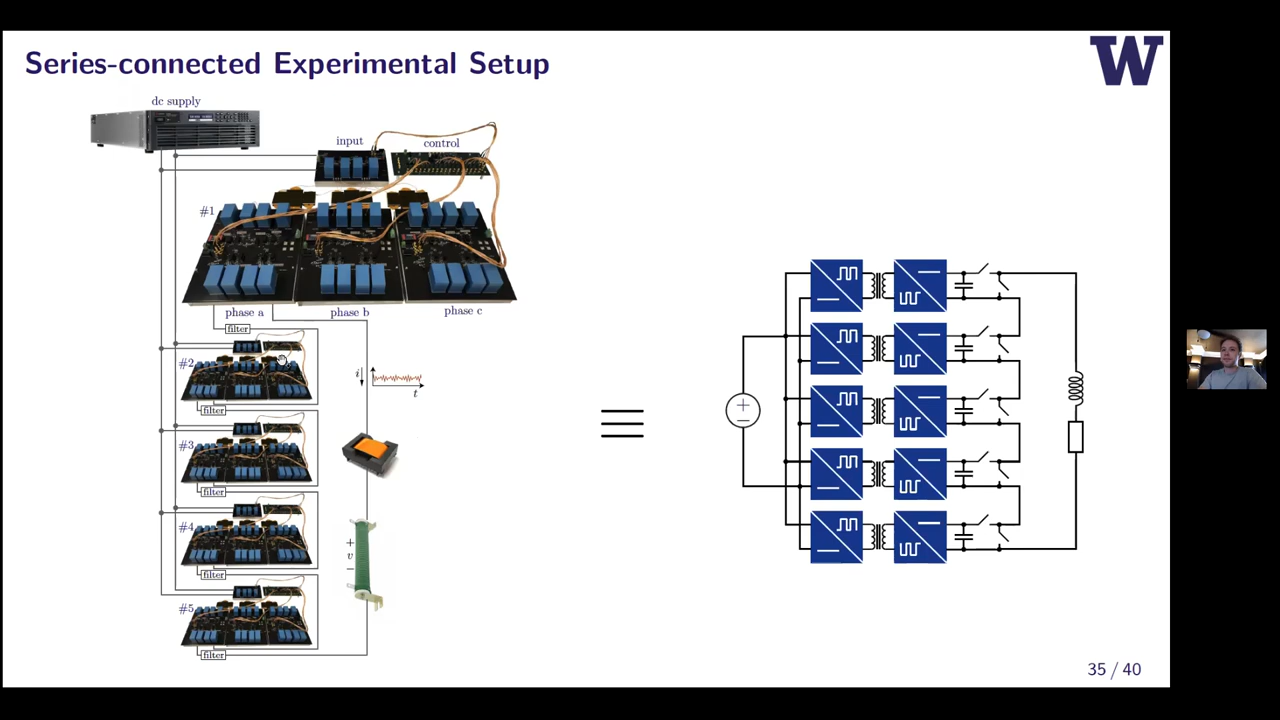 Series-connected Experimental Setup
W
dc supply
input
control
#1
phase a
phase b
phase c
filter
#2
filter
i
t
#3
filter
#4
filter
+
v
−
#5
filter
+
−
35 / 40